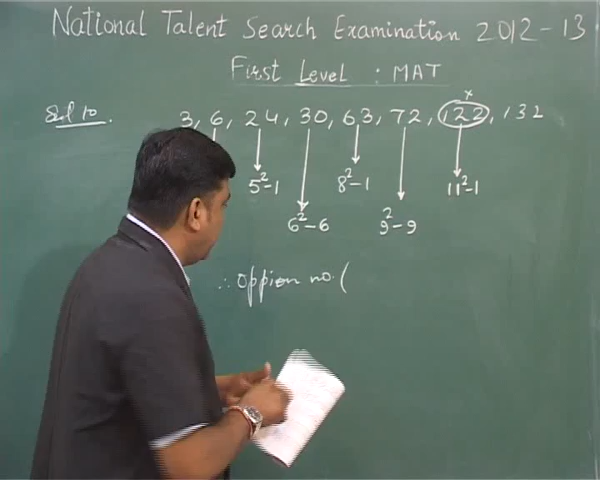 National Talent Search Examination 2012-13
First Level : MAT
Sol 10. 3, 6, 24, 30, 63, 72, 122, 132
x
5²-1 8²-1 11²-1
6²-6 9²-9
∴ Oppion no. (